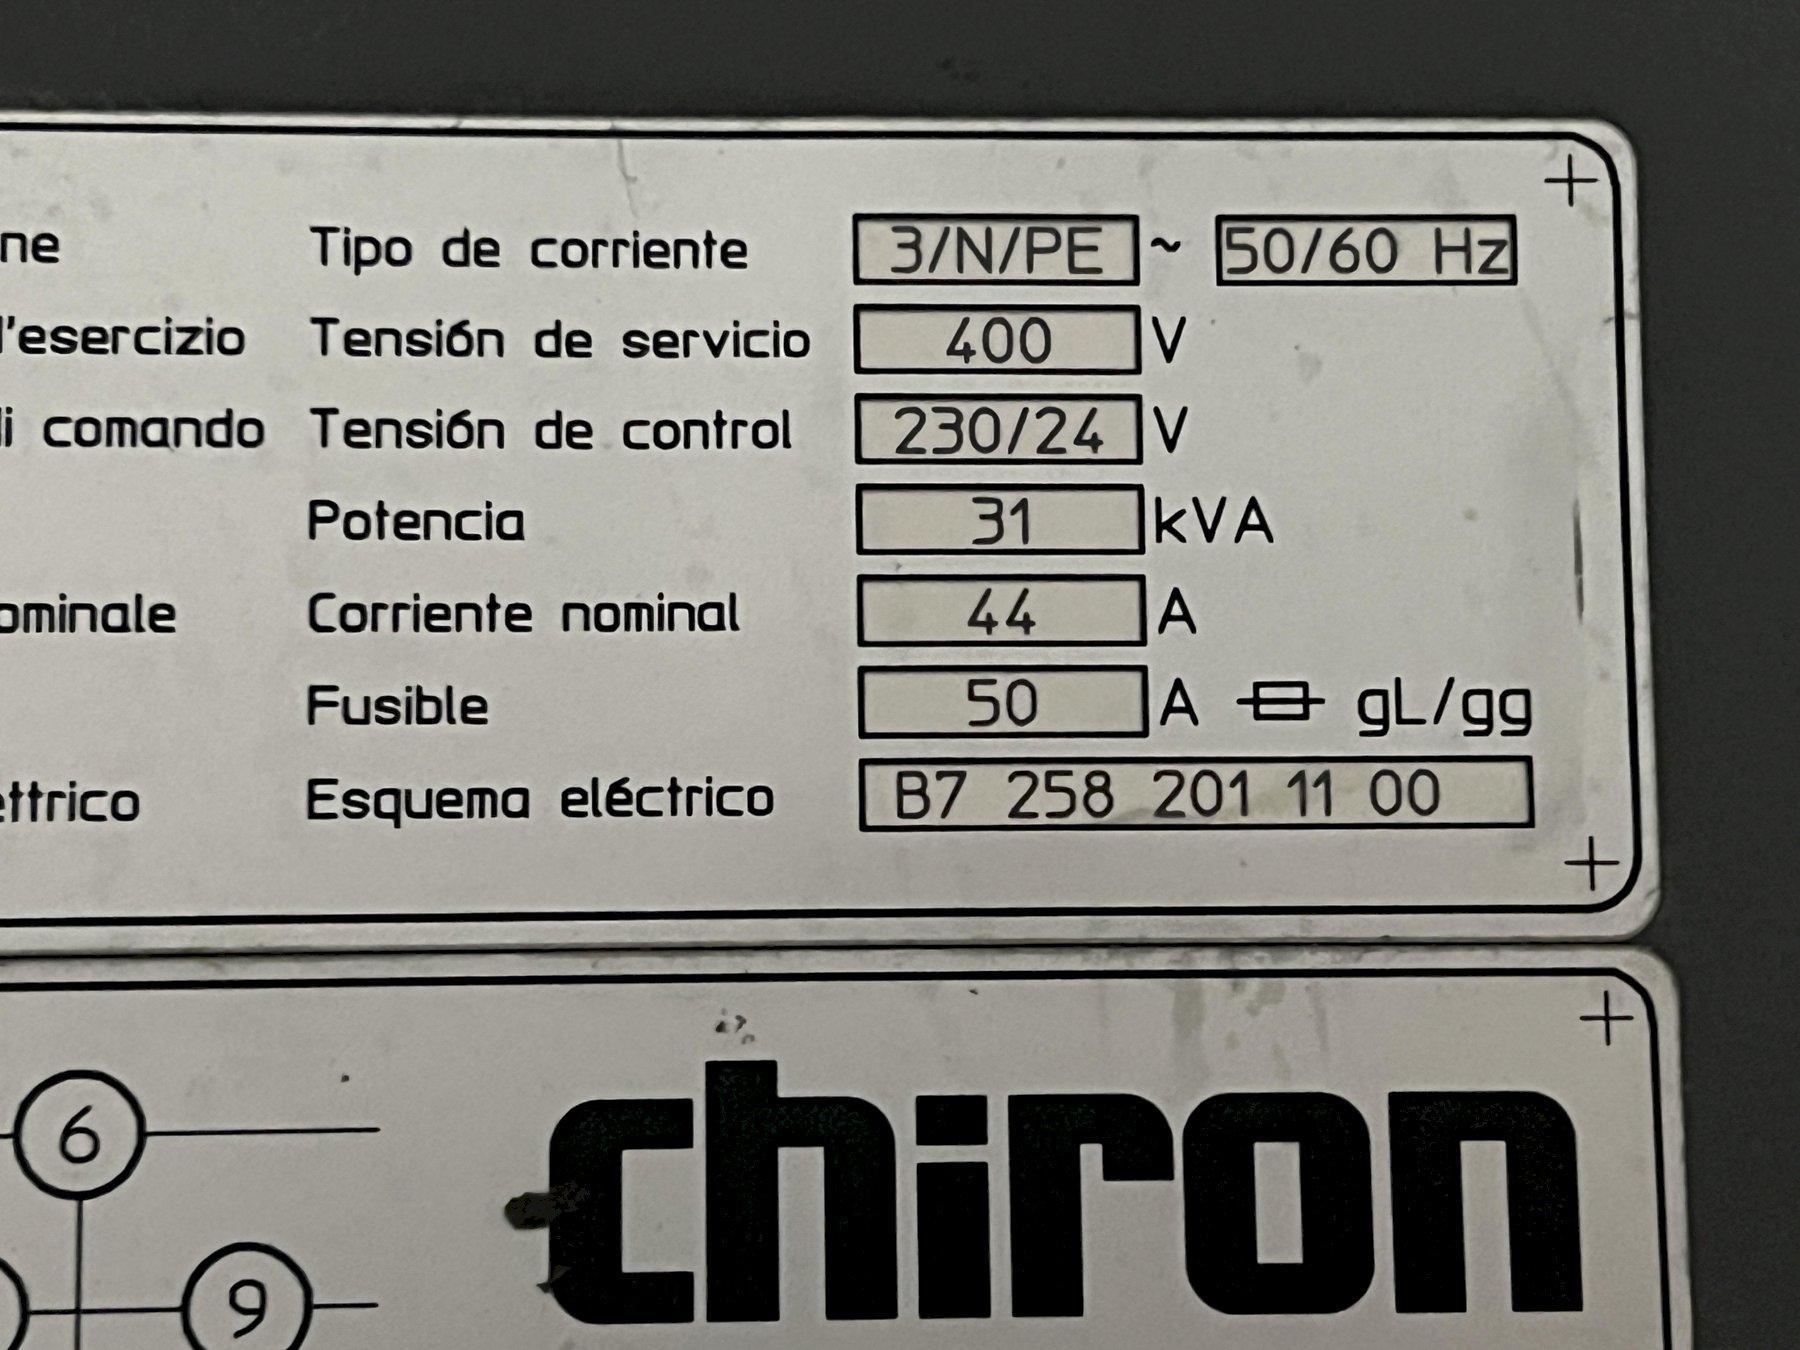 ne Tipo de corriente 3/N/PE ~ 50/60 Hz
l'esercizio Tensión de servicio 400 V
di comando Tensión de control 230/24 V
Potencia 31 kVA
ominale Corriente nominal 44 A
Fusible 50 A gL/gg
ettrico Esquema eléctrico B7 258 201 11 00
chiron
6
9